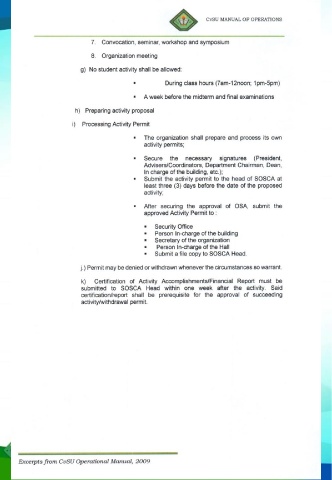 CoSU MANUAL OF OPERATIONS
7. Convocation, seminar, workshop and symposium
8. Organization meeting
g) No student activity shall be allowed:
• During class hours (7am-12noon; 1pm-5pm)
• A week before the midterm and final examinations
h) Preparing activity proposal
i) Processing Activity Permit
• The organization shall prepare and process its own
activity permits;
• Secure the necessary signatures (President,
Advisers/Coordinators, Department Chairman, Dean,
In charge of the building, etc.);
• Submit the activity permit to the head of SOSCA at
least three (3) days before the date of the proposed
activity;
• After securing the approval of OSA, submit the
approved Activity Permit to :
• Security Office
• Person In-charge of the building
• Secretary of the organization
• Person In-charge of the Hall
• Submit a file copy to SOSCA Head.
j.) Permit may be denied or withdrawn whenever the circumstances so warrant.
k) Certification of Activity Accomplishments/Financial Report must be
submitted to SOSCA Head within one week after the activity. Said
certification/report shall be prerequisite for the approval of succeeding
activity/withdrawal permit.
Excerpts from CoSU Operational Manual, 2009